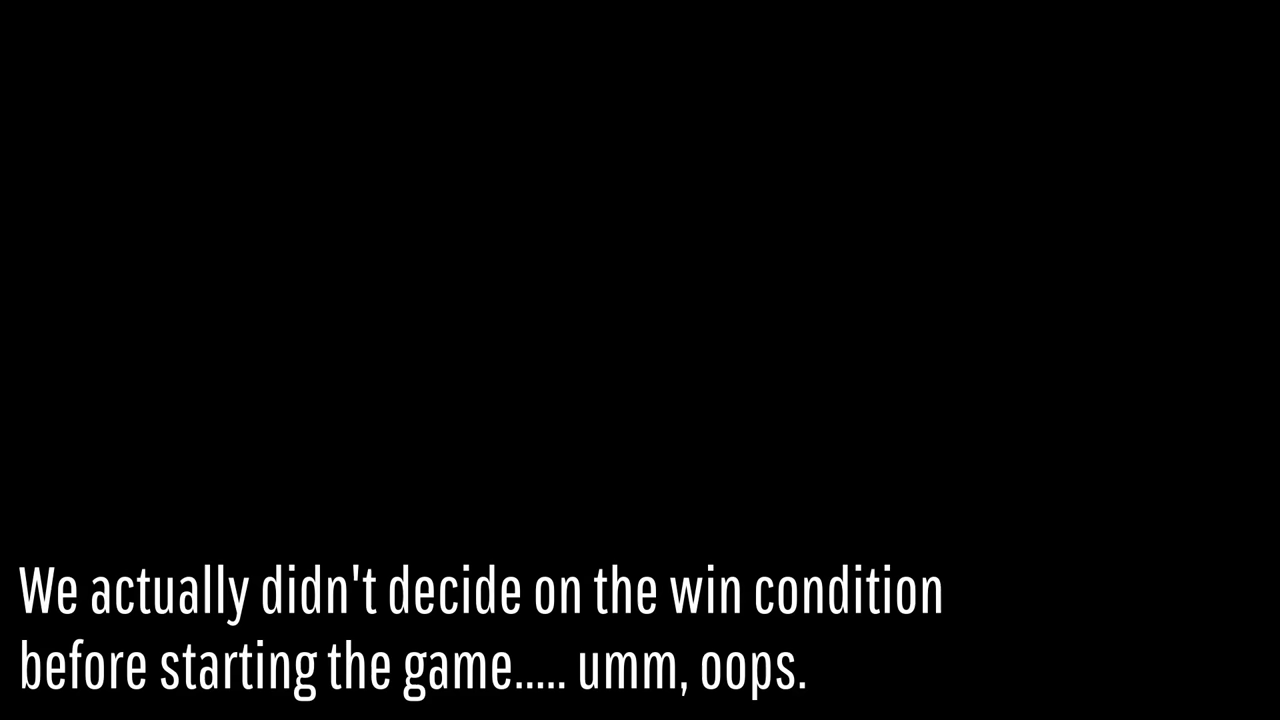 We actually didn't decide on the win condition
before starting the game..... umm, oops.